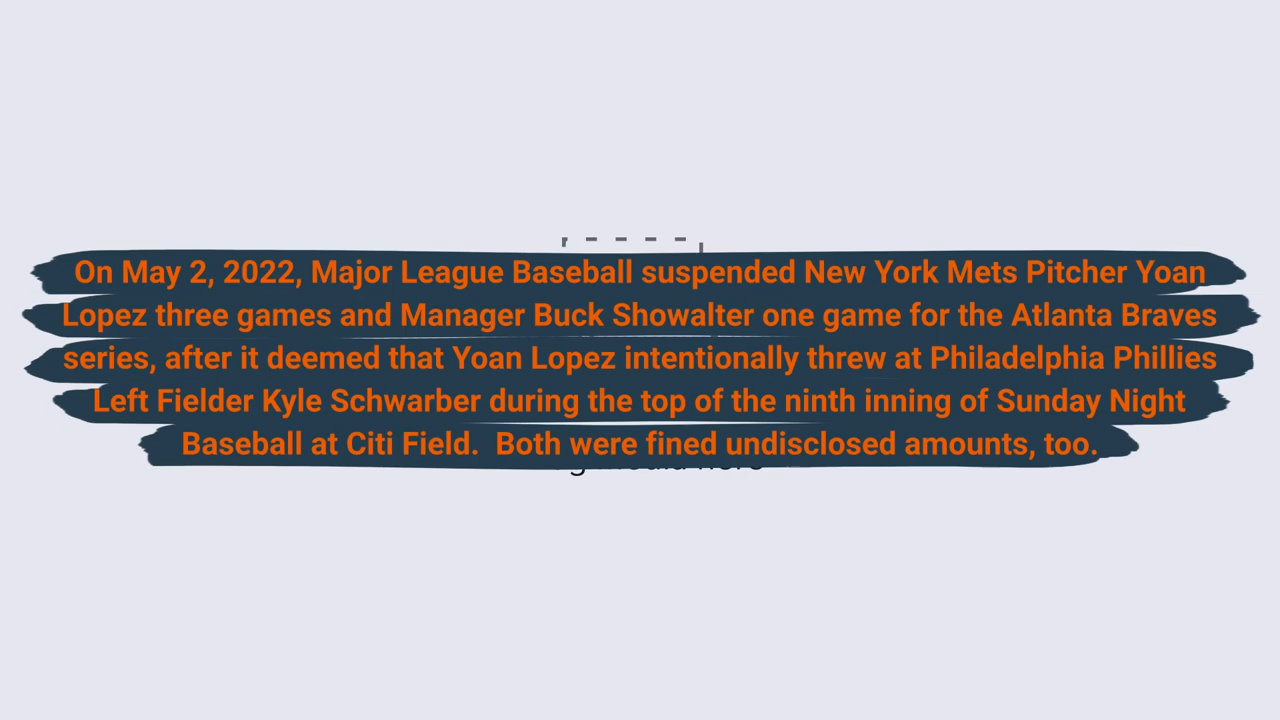 On May 2, 2022, Major League Baseball suspended New York Mets Pitcher Yoan
Lopez three games and Manager Buck Showalter one game for the Atlanta Braves
series, after it deemed that Yoan Lopez intentionally threw at Philadelphia Phillies
Left Fielder Kyle Schwarber during the top of the ninth inning of Sunday Night
Baseball at Citi Field.  Both were fined undisclosed amounts, too.